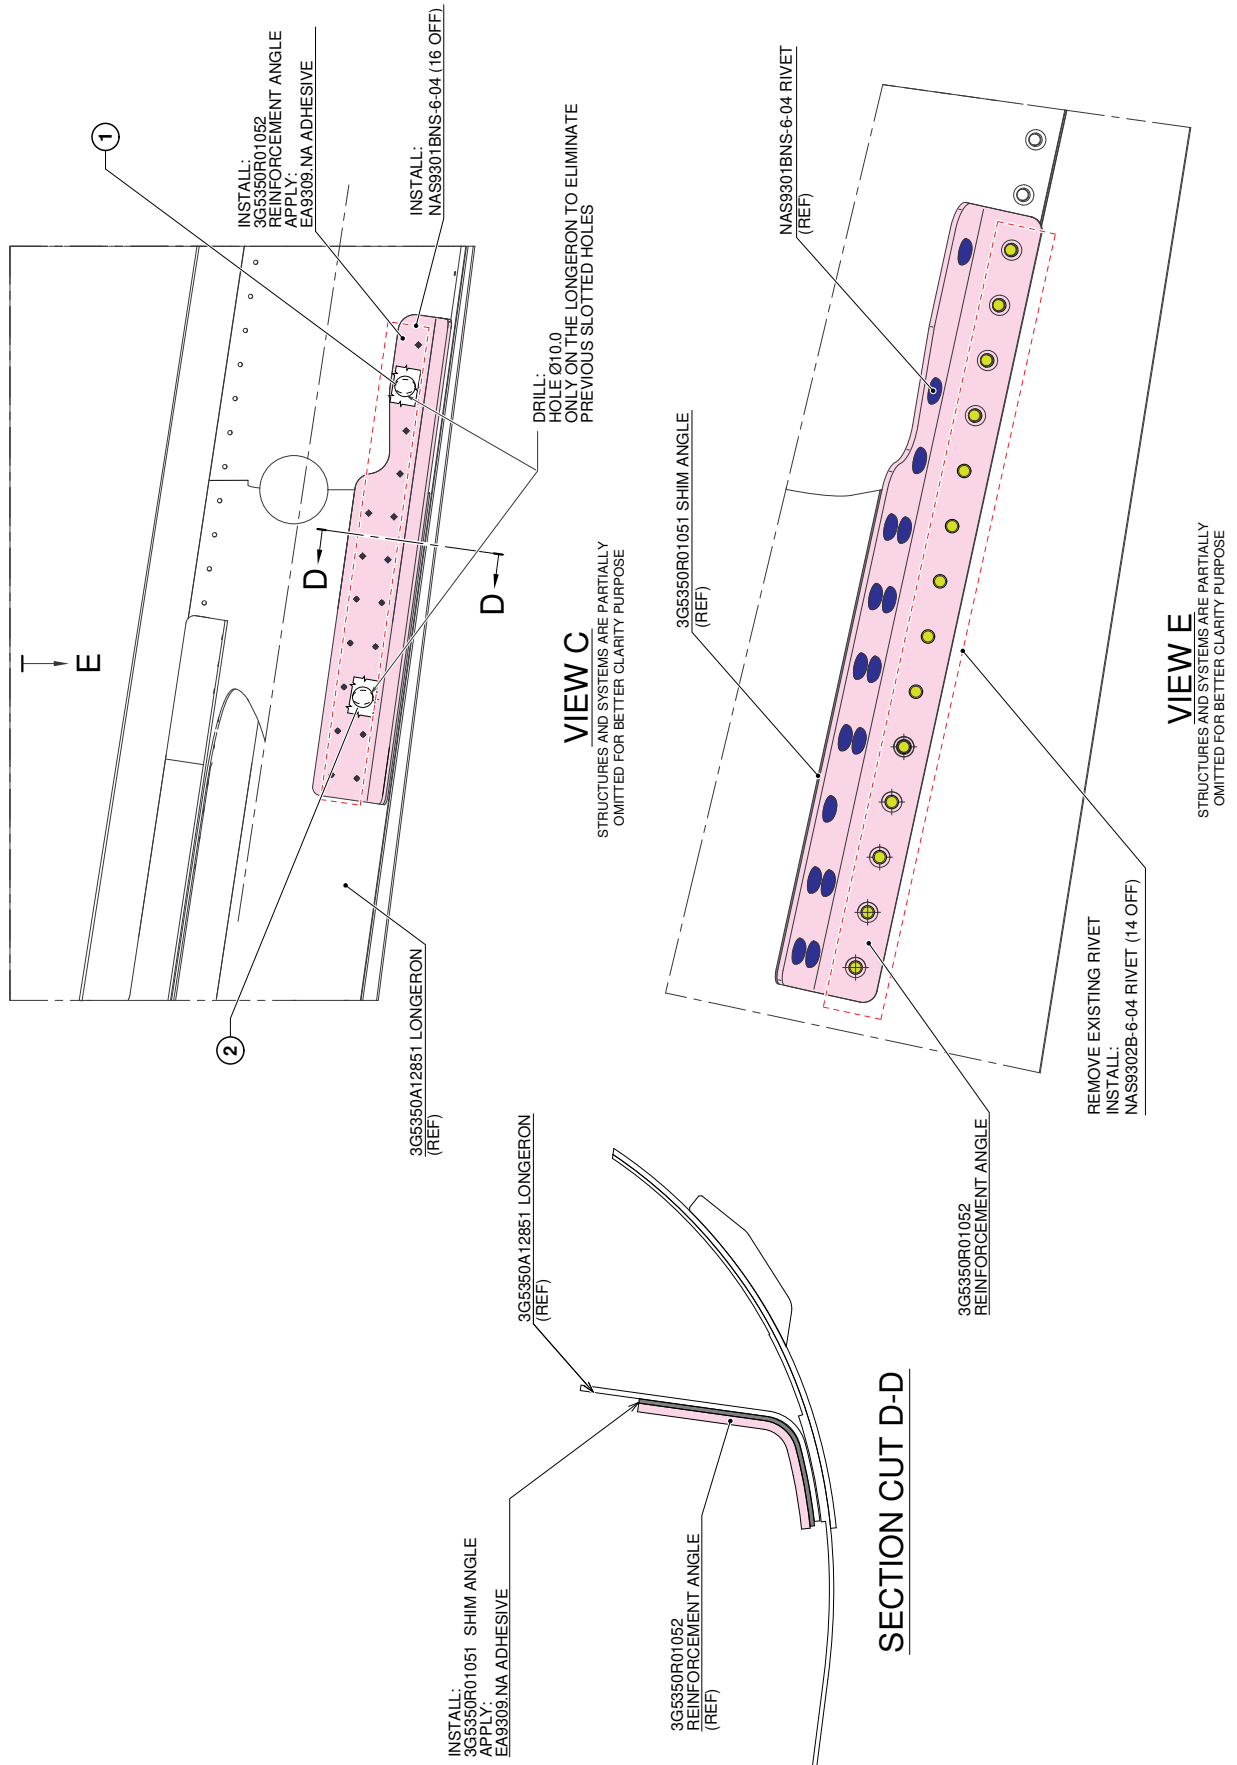 1
INSTALL:
3G5350R01052
REINFORCEMENT ANGLE
APPLY:
EA9309.NA ADHESIVE
INSTALL:
NAS9301BNS-6-04 (16 OFF)
DRILL:
HOLE Ø10.0
ONLY ON THE LONGERON TO ELIMINATE
PREVIOUS SLOTTED HOLES
E
D
D
2
3G5350A12851 LONGERON
(REF)
VIEW C
STRUCTURES AND SYSTEMS ARE PARTIALLY
OMITTED FOR BETTER CLARITY PURPOSE
NAS9301BNS-6-04 RIVET
(REF)
3G5350R01051 SHIM ANGLE
(REF)
REMOVE EXISTING RIVET
INSTALL:
NAS9302B-6-04 RIVET (14 OFF)
3G5350R01052
REINFORCEMENT ANGLE
VIEW E
STRUCTURES AND SYSTEMS ARE PARTIALLY
OMITTED FOR BETTER CLARITY PURPOSE
3G5350A12851 LONGERON
(REF)
INSTALL:
3G5350R01051 SHIM ANGLE
APPLY:
EA9309.NA ADHESIVE
3G5350R01052
REINFORCEMENT ANGLE
(REF)
SECTION CUT D-D